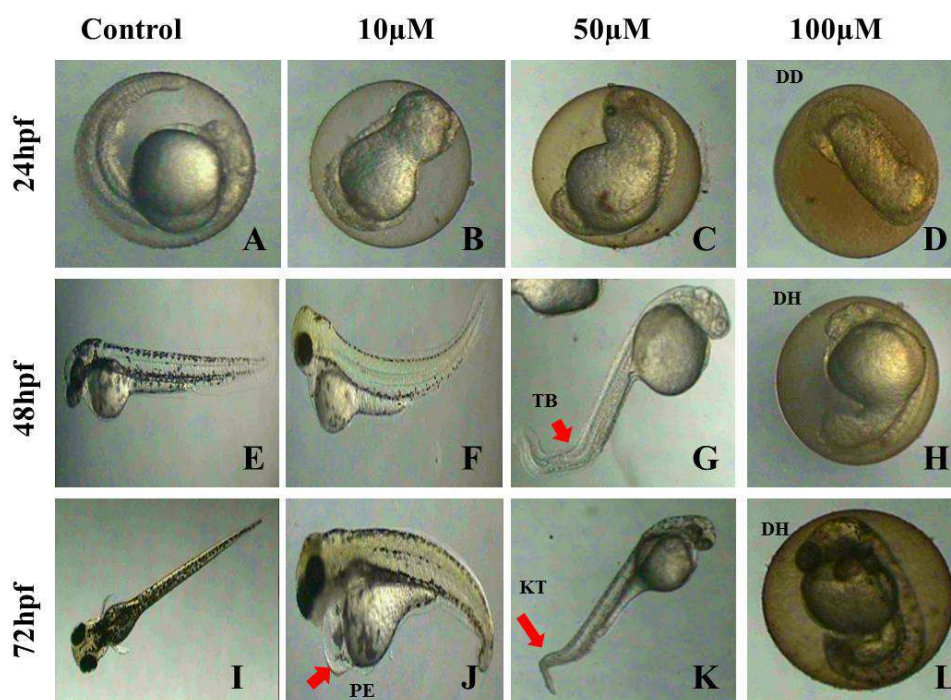 Control 10µM 50µM 100µM
24hpf
DD
A B C D
48hpf
DH
TB
E F G H
72hpf
DH
KT
PE
I J K L